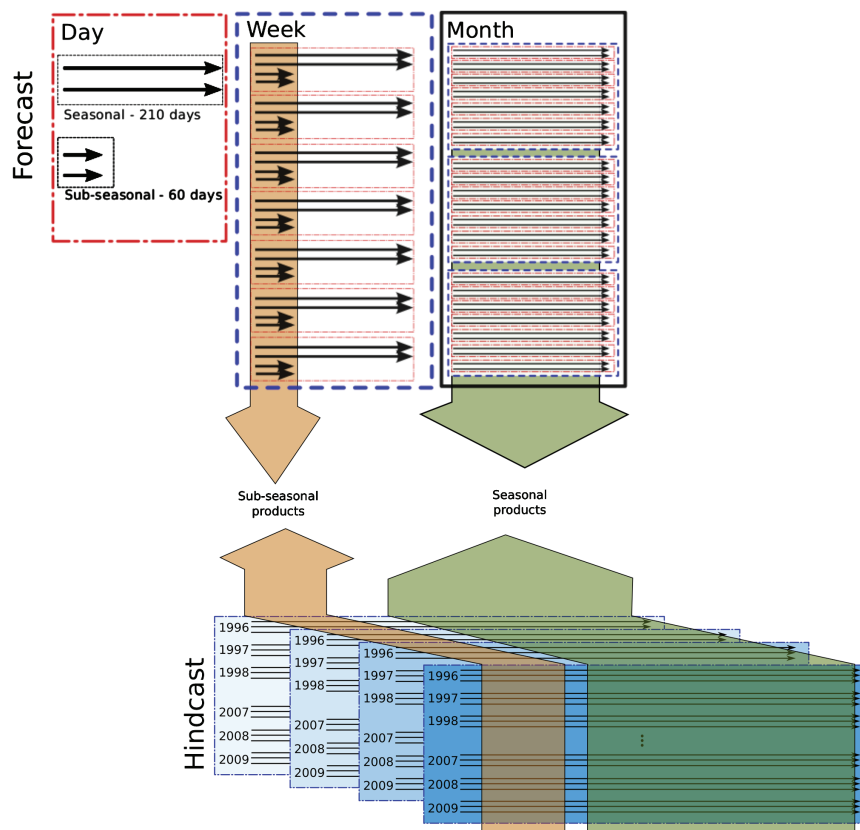 Forecast
Day
Seasonal - 210 days
Sub-seasonal - 60 days
Week
Month
Sub-seasonal
products
Seasonal
products
Hindcast
1996
1997
1998
2007
2008
2009
1996
1997
1998
2007
2008
2009
1996
1997
1998
2007
2008
2009
1996
1997
1998
2007
2008
2009